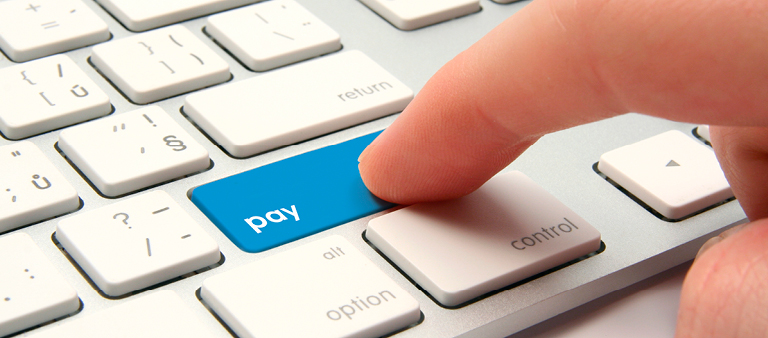 +
=
-
}
)
]
{ /
[ ú
return
" !
) §
"
; ů
pay
? -
/ -
◄
control
alt
option